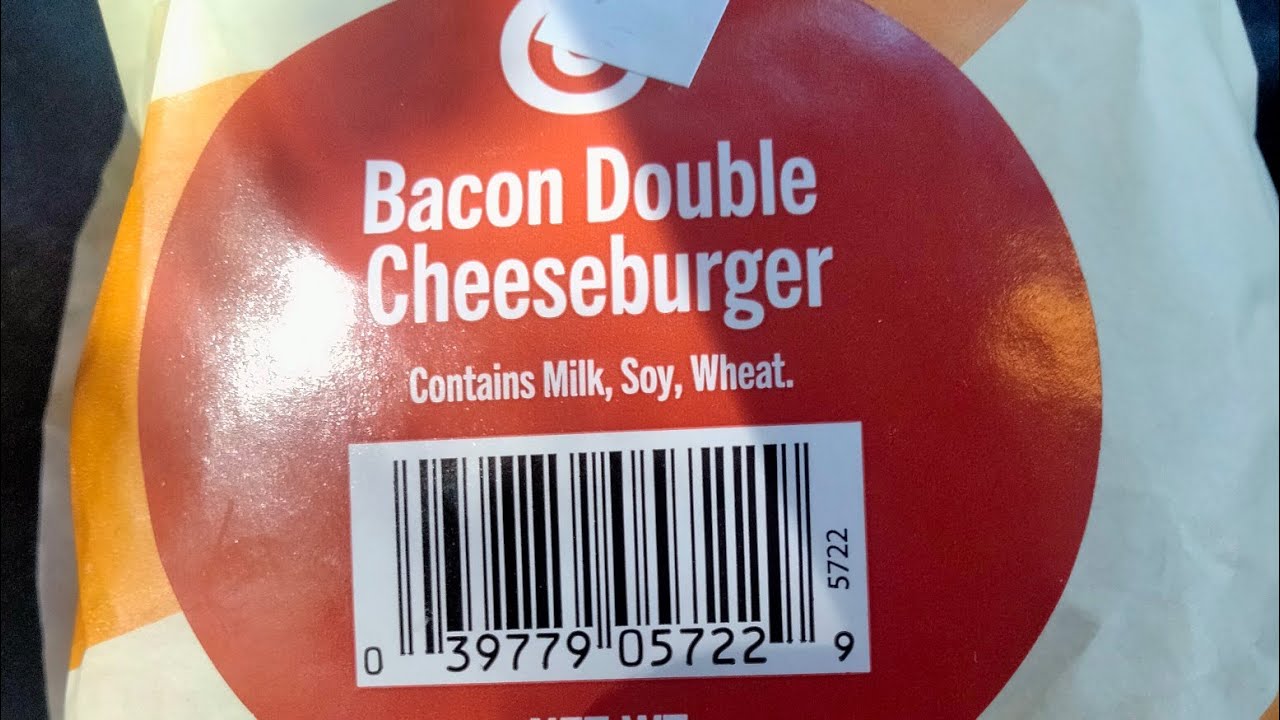 Bacon Double
Cheeseburger
Contains Milk, Soy, Wheat.
5722
0 39779 05722 9